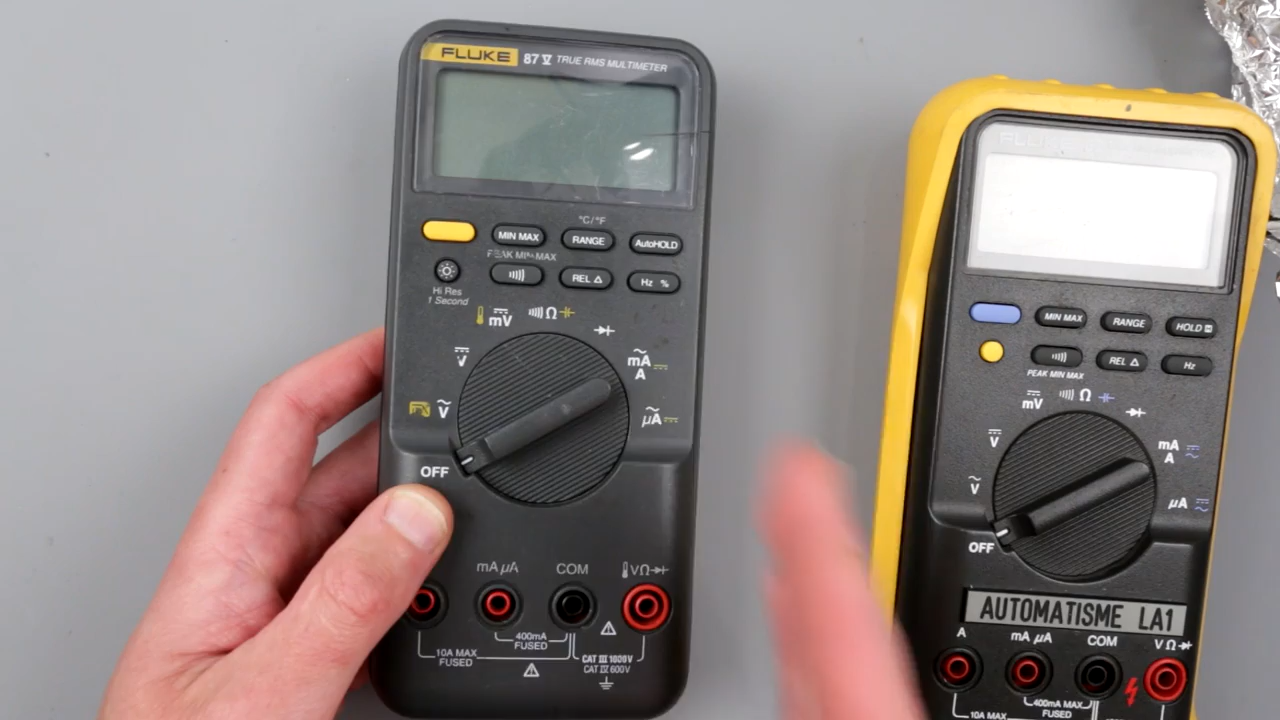 FLUKE 87 V TRUE RMS MULTIMETER
°C/°F
MIN MAX RANGE AutoHOLD
PEAK MIN MAX
REL Δ Hz %
Hi Res
1 Second
mV Ω
V
mA
A
V
µA
OFF
mA µA COM VΩ
400mA
FUSED
10A MAX
FUSED
CAT III 1000V
CAT IV 600V
FLUKE
MIN MAX RANGE HOLD H
REL Δ Hz
PEAK MIN MAX
mV Ω
V
mA
A
V
µA
OFF
AUTOMATISME LA1
A mA µA COM VΩ
400mA MAX
FUSED
10A MAX